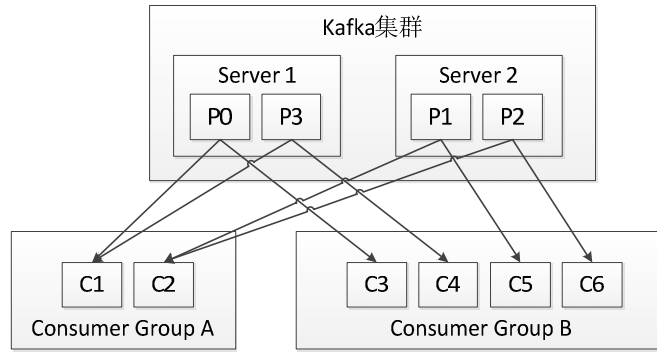 Kafka集群
Server 1
Server 2
P0
P3
P1
P2
C1
C2
C3
C4
C5
C6
Consumer Group A
Consumer Group B